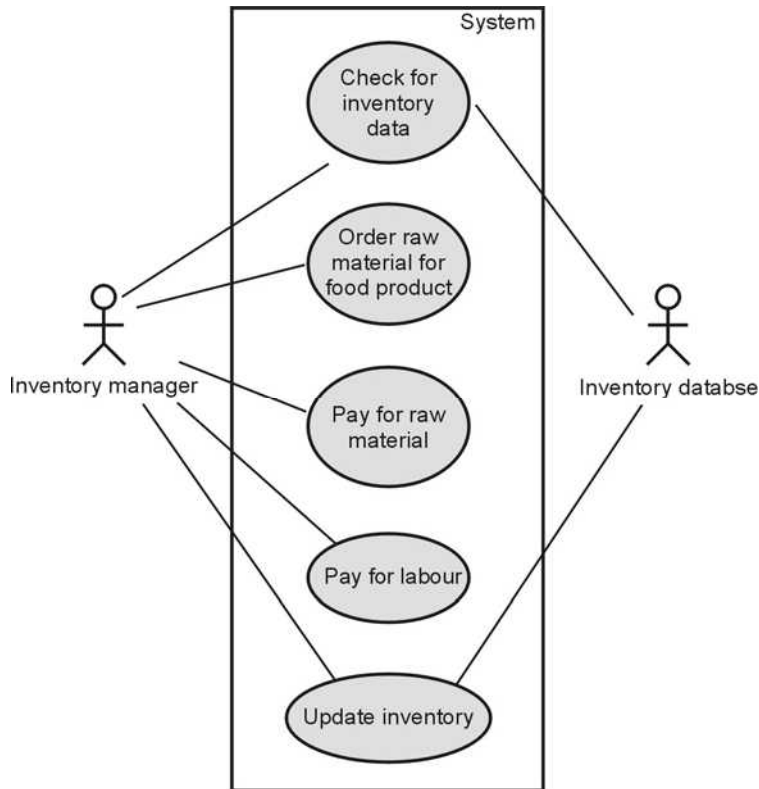 System
Check for
inventory
data
Order raw
material for
food product
Inventory manager
Inventory databse
Pay for raw
material
Pay for labour
Update inventory